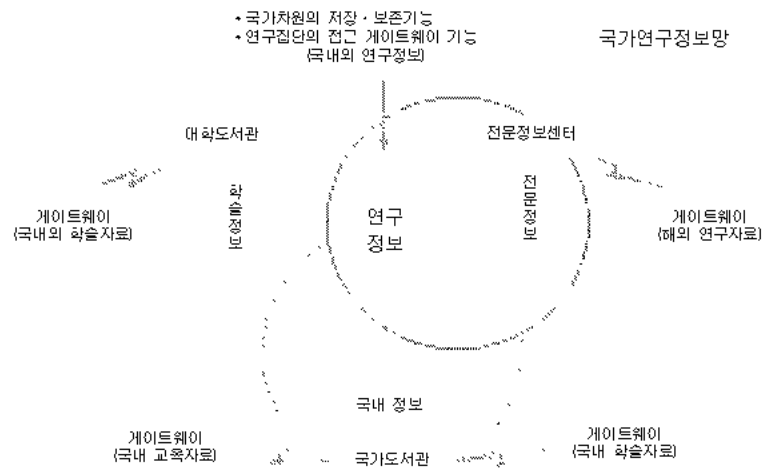 * 국가차원의 저장·보존기능
* 연구집단의 접근 게이트웨이 기능
(국내외 연구정보)
국가연구정보망
대학도서관
전문정보센터
학술정보
전문정보
연구
정보
게이트웨이
(국내외 학술자료)
게이트웨이
(해외 연구자료)
국내 정보
게이트웨이
(국내 교육자료)
국가도서관
게이트웨이
(국내 학술자료)